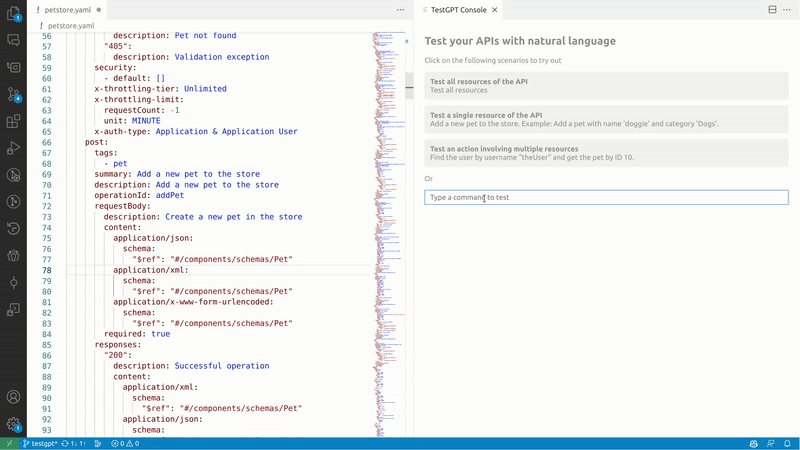 petstore.yaml
petstore.yaml
56 description: Pet not found
57 "405":
58 description: Validation exception
59 security:
60 - default: []
61 x-throttling-tier: Unlimited
62 x-throttling-limit:
63 requestCount: -1
64 unit: MINUTE
65 x-auth-type: Application & Application User
66 post:
67 tags:
68 - pet
69 summary: Add a new pet to the store
70 description: Add a new pet to the store
71 operationId: addPet
72 requestBody:
73 description: Create a new pet in the store
74 content:
75 application/json:
76 schema:
77 "$ref": "#/components/schemas/Pet"
78 application/xml:
79 schema:
80 "$ref": "#/components/schemas/Pet"
81 application/x-www-form-urlencoded:
82 schema:
83 "$ref": "#/components/schemas/Pet"
84 required: true
85 responses:
86 "200":
87 description: Successful operation
88 content:
89 application/xml:
90 schema:
91 "$ref": "#/components/schemas/Pet"
92 application/json:
93 schema:
TestGPT Console
Test your APIs with natural language
Click on the following scenarios to try out
Test all resources of the API
Test all resources
Test a single resource of the API
Add a new pet to the store. Example: Add a pet with name 'doggie' and category 'Dogs'.
Test an action involving multiple resources
Find the user by username "theUser" and get the pet by ID 10.
Or
Type a command to test
1
4
1
testgpt* 1↓ 1↑ 0 0